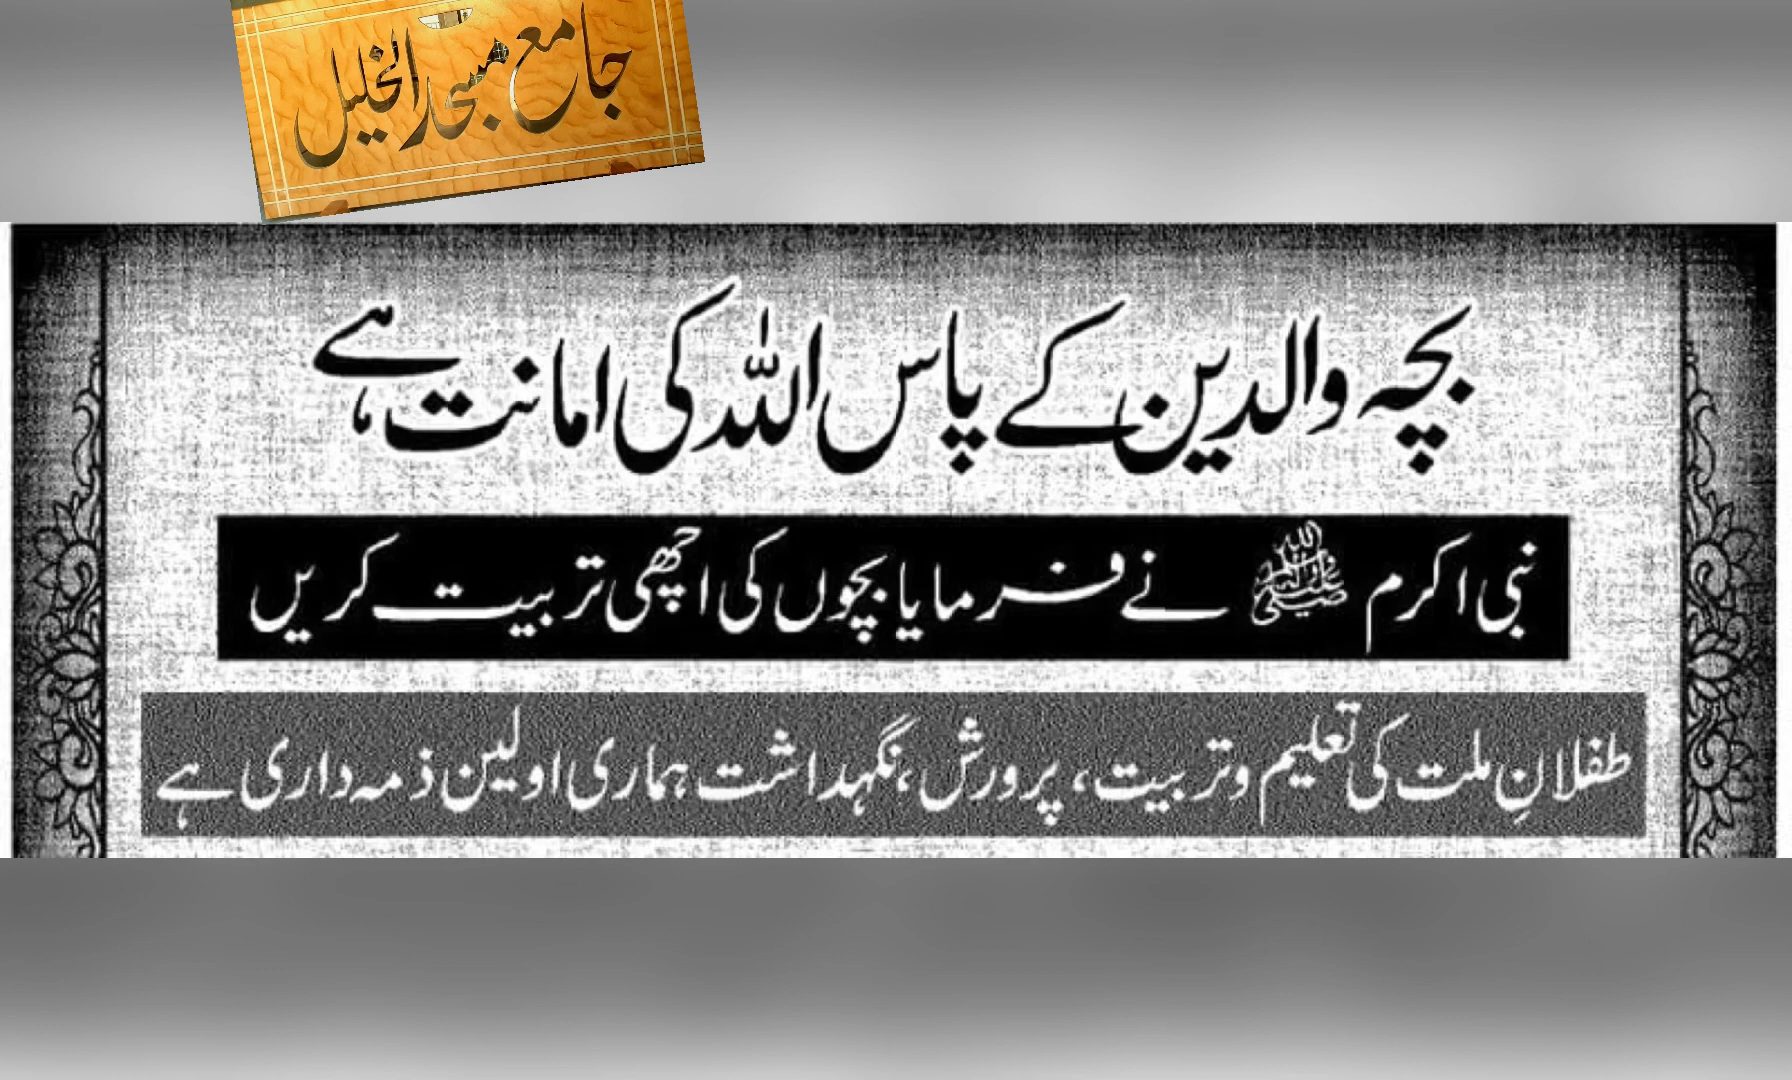 جامع مسجد الخلیل
بچہ والدین کے پاس اللہ کی امانت ہے
نبی اکرم ﷺ نے فرمایا بچوں کی اچھی تربیت کریں
طفلانِ ملت کی تعلیم و تربیت، پرورش، نگہداشت ہماری اولین ذمہ داری ہے